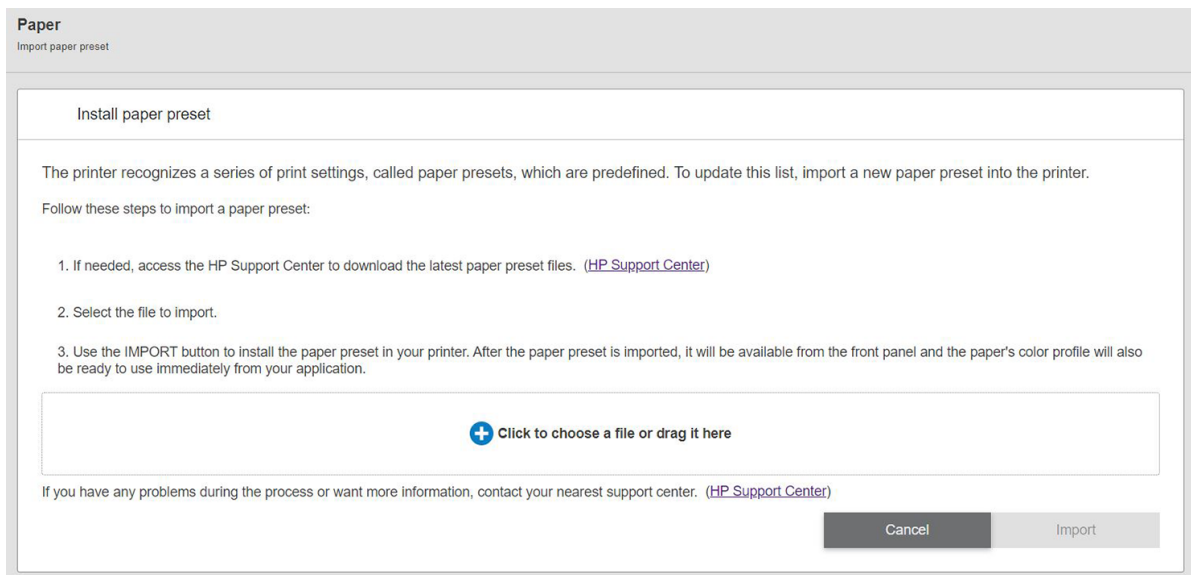 Paper
Import paper preset
Install paper preset
The printer recognizes a series of print settings, called paper presets, which are predefined. To update this list, import a new paper preset into the printer.
Follow these steps to import a paper preset:
1. If needed, access the HP Support Center to download the latest paper preset files. (HP Support Center)
2. Select the file to import.
3. Use the IMPORT button to install the paper preset in your printer. After the paper preset is imported, it will be available from the front panel and the paper's color profile will also
be ready to use immediately from your application.
Click to choose a file or drag it here
If you have any problems during the process or want more information, contact your nearest support center. (HP Support Center)
Cancel Import